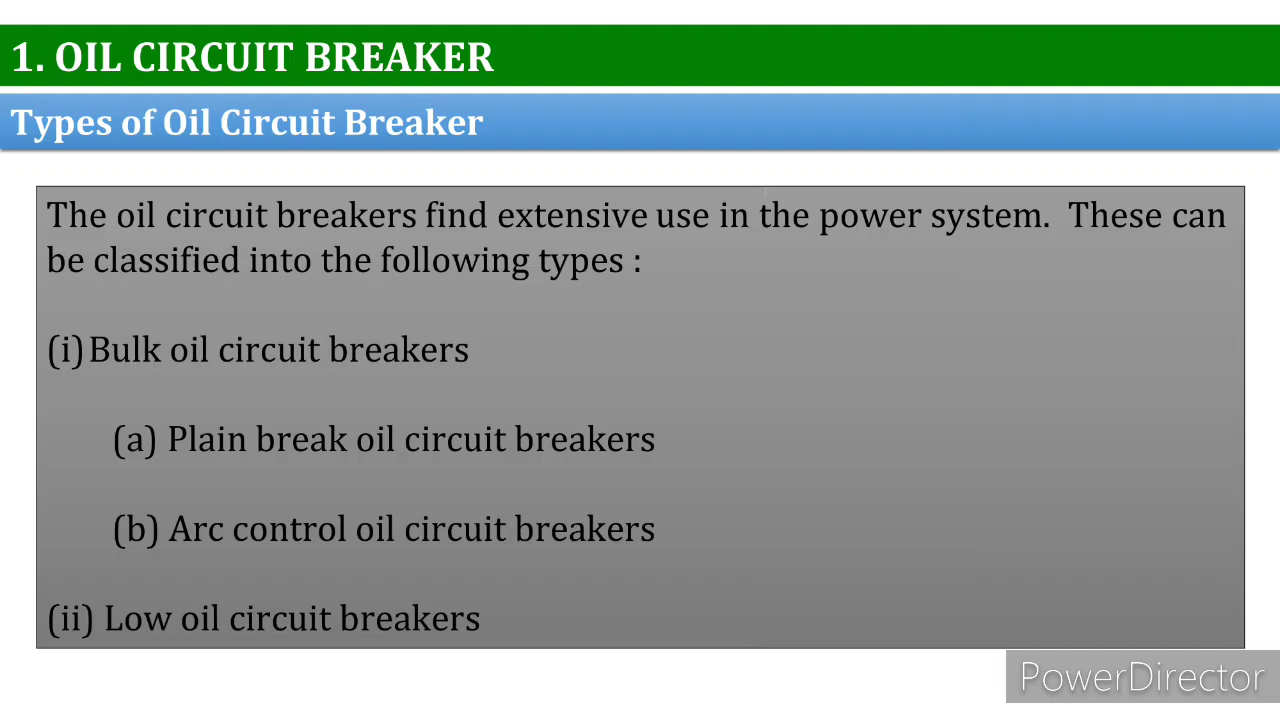 1. OIL CIRCUIT BREAKER
Types of Oil Circuit Breaker
The oil circuit breakers find extensive use in the power system. These can
be classified into the following types :
(i) Bulk oil circuit breakers
(a) Plain break oil circuit breakers
(b) Arc control oil circuit breakers
(ii) Low oil circuit breakers
PowerDirector